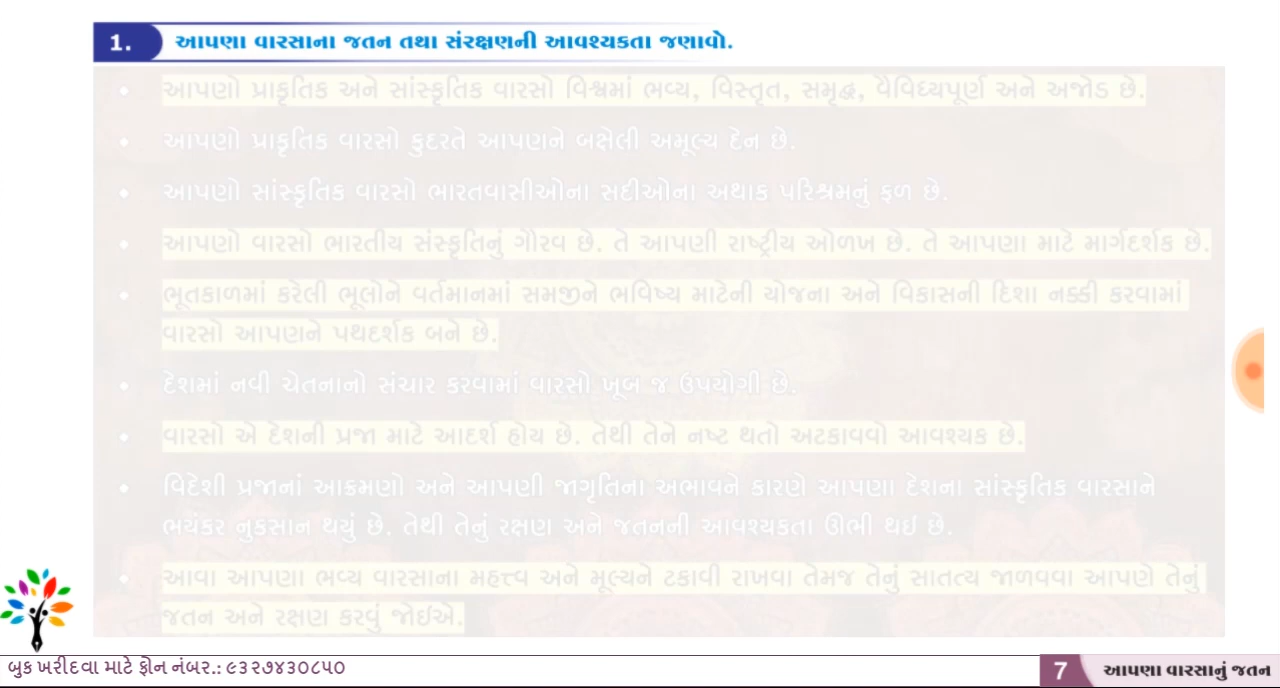 1. આપણા વારસાના જતન તથા સંરક્ષણની આવશ્યકતા જણાવો.
• આપણો પ્રાકૃતિક અને સાંસ્કૃતિક વારસો વિશ્વમાં ભવ્ય, વિસ્તૃત, સમૃદ્ધ, વૈવિધ્યપૂર્ણ અને અજોડ છે.
• આપણો પ્રાકૃતિક વારસો કુદરતે આપણને બક્ષેલી અમૂલ્ય દેન છે.
• આપણો સાંસ્કૃતિક વારસો ભારતવાસીઓના સદીઓના અથાક પરિશ્રમનું ફળ છે.
• આપણો વારસો ભારતીય સંસ્કૃતિનું ગૌરવ છે. તે આપણી રાષ્ટ્રીય ઓળખ છે. તે આપણા માટે માર્ગદર્શક છે.
• ભૂતકાળમાં કરેલી ભૂલોને વર્તમાનમાં સમજીને ભવિષ્ય માટેની યોજના અને વિકાસની દિશા નક્કી કરવામાં
વારસો આપણને પથદર્શક બને છે.
• દેશમાં નવી ચેતનાનો સંચાર કરવામાં વારસો ખૂબ જ ઉપયોગી છે.
• વારસો એ દેશની પ્રજા માટે આદર્શ હોય છે. તેથી તેને નષ્ટ થતો અટકાવવો આવશ્યક છે.
• વિદેશી પ્રજાનાં આક્રમણો અને આપણી જાગૃતિના અભાવને કારણે આપણા દેશના સાંસ્કૃતિક વારસાને
ભયંકર નુકસાન થયું છે. તેથી તેનું રક્ષણ અને જતનની આવશ્યકતા ઊભી થઈ છે.
• આવા આપણા ભવ્ય વારસાના મહત્ત્વ અને મૂલ્યને ટકાવી રાખવા તેમજ તેનું સાતત્ય જાળવવા આપણે તેનું
જતન અને રક્ષણ કરવું જોઈએ.
બુક ખરીદવા માટે ફોન નંબર.: ૯૩૨૭૪૩૦૮૫૦
7 આપણા વારસાનું જતન